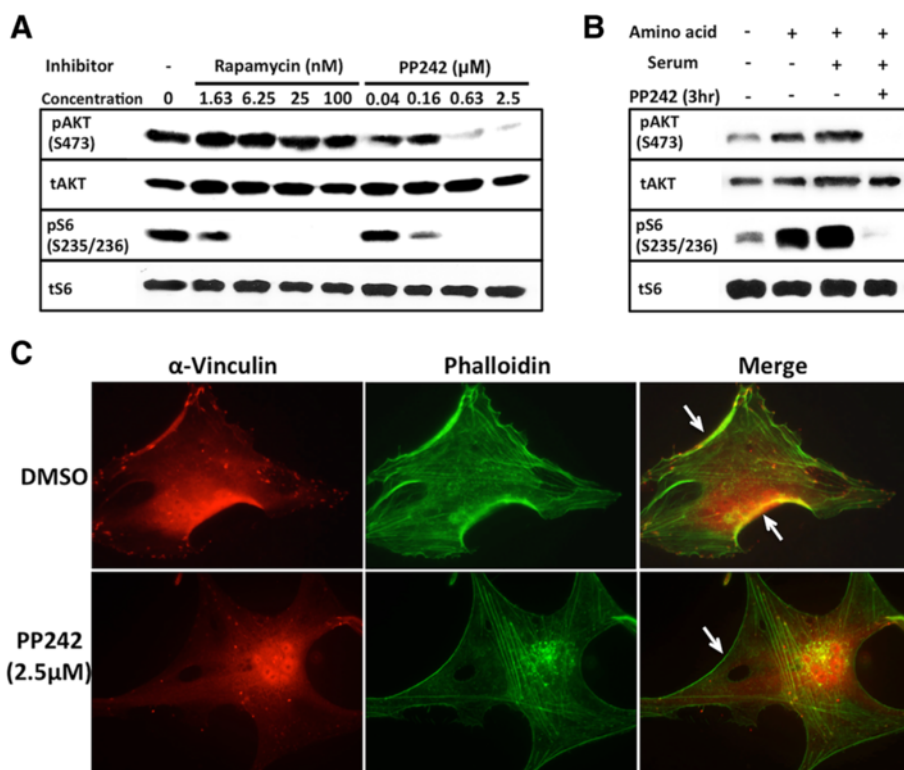 A
Inhibitor - Rapamycin (nM) PP242 (μM)
Concentration 0 1.63 6.25 25 100 0.04 0.16 0.63 2.5
pAKT
(S473)
tAKT
pS6
(S235/236)
tS6
B
Amino acid - + + +
Serum - - + +
PP242 (3hr) - - - +
pAKT
(S473)
tAKT
pS6
(S235/236)
tS6
C
α-Vinculin Phalloidin Merge
DMSO
PP242
(2.5μM)